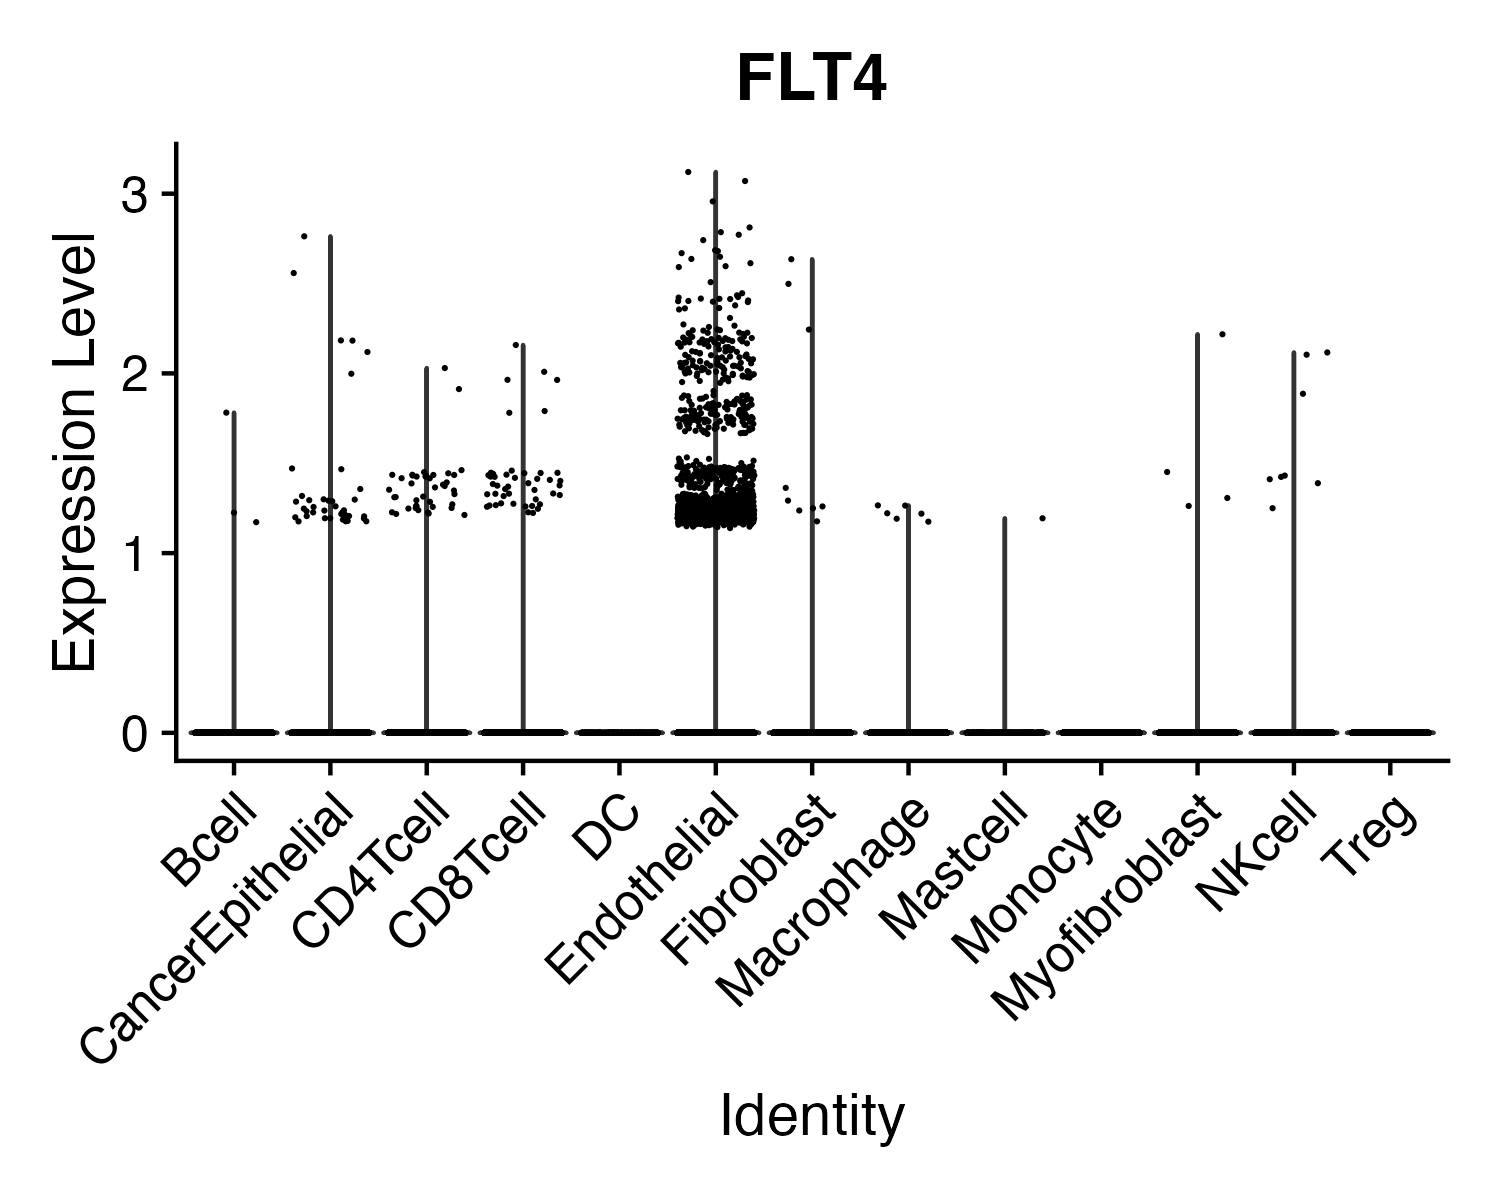 FLT4
Expression Level
3
2
1
0
Bcell
CancerEpithelial
CD4Tcell
CD8Tcell
DC
Endothelial
Fibroblast
Macrophage
Mastcell
Monocyte
Myofibroblast
NKcell
Treg
Identity